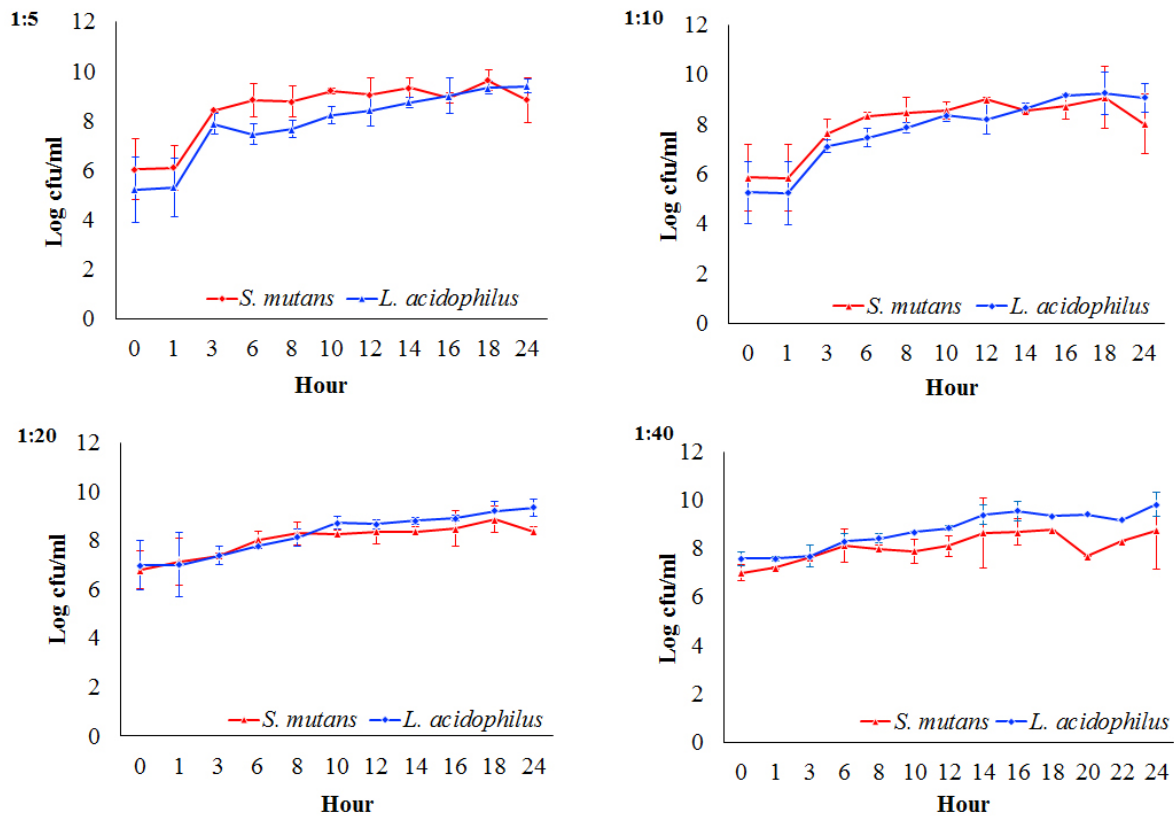 1:5
12
10
8
6
4
2
0
Log cfu/ml
S. mutans L. acidophilus
0 1 3 6 8 10 12 14 16 18 24
Hour
1:10
12
10
8
6
4
2
0
Log cfu/ml
S. mutans L. acidophilus
0 1 3 6 8 10 12 14 16 18 24
Hour
1:20
12
10
8
6
4
2
0
Log cfu/ml
S. mutans L. acidophilus
0 1 3 6 8 10 12 14 16 18 24
Hour
1:40
12
10
8
6
4
2
0
Log cfu/ml
S. mutans L. acidophilus
0 1 3 6 8 10 12 14 16 18 20 22 24
Hour